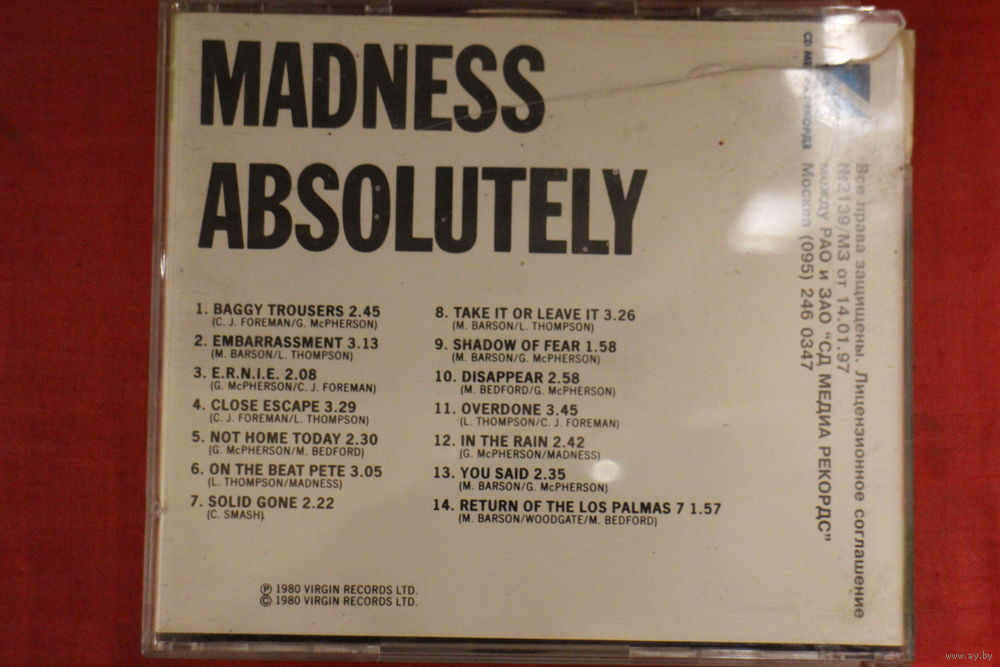 MADNESS
ABSOLUTELY
1. BAGGY TROUSERS 2.45
(C. J. FOREMAN/G. McPHERSON)
2. EMBARRASSMENT 3.13
(M. BARSON/L. THOMPSON)
3. E.R.N.I.E. 2.08
(G. McPHERSON/C. J. FOREMAN)
4. CLOSE ESCAPE 3.29
(C. J. FOREMAN/L. THOMPSON)
5. NOT HOME TODAY 2.30
(G. McPHERSON/M. BEDFORD)
6. ON THE BEAT PETE 3.05
(L. THOMPSON/MADNESS)
7. SOLID GONE 2.22
(C. SMASH)
8. TAKE IT OR LEAVE IT 3.26
(M. BARSON/L. THOMPSON)
9. SHADOW OF FEAR 1.58
(M. BARSON/G. McPHERSON)
10. DISAPPEAR 2.58
(M. BEDFORD/G. McPHERSON)
11. OVERDONE 3.45
(L. THOMPSON/C. J. FOREMAN)
12. IN THE RAIN 2.42
(G. McPHERSON/MADNESS)
13. YOU SAID 2.35
(M. BARSON/G. McPHERSON)
14. RETURN OF THE LOS PALMAS 7 1.57
(M. BARSON/WOODGATE/M. BEDFORD)
℗ 1980 VIRGIN RECORDS LTD.
© 1980 VIRGIN RECORDS LTD.
Все права защищены. Лицензионное соглашение
№2139/МЗ от 14.01.97
между РАО и ЗАО "СД МЕДИА РЕКОРДС"
Москва (095) 246 0347
www.ay.by